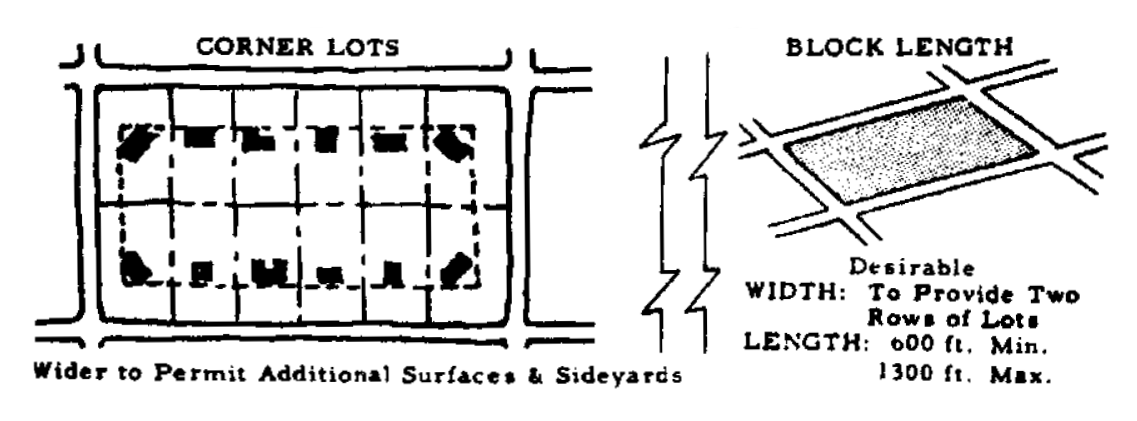 CORNER LOTS
Wider to Permit Additional Surfaces & Sideyards
BLOCK LENGTH
Desirable
WIDTH: To Provide Two
Rows of Lots
LENGTH: 600 ft. Min.
1300 ft. Max.